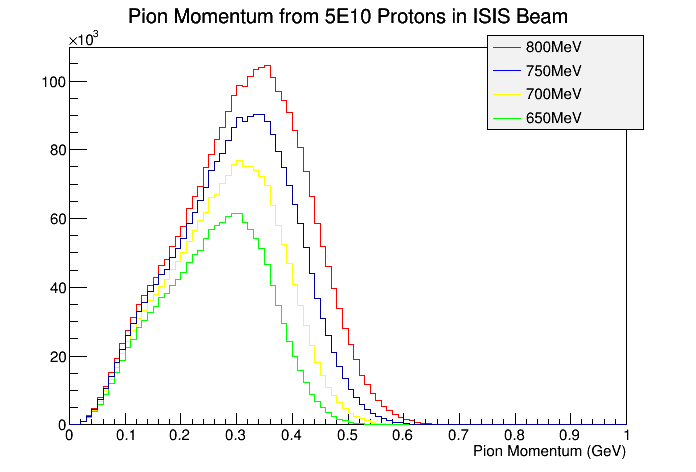 Pion Momentum from 5E10 Protons in ISIS Beam
×10³
800MeV
750MeV
700MeV
650MeV
100
80
60
40
20
0
0 0.1 0.2 0.3 0.4 0.5 0.6 0.7 0.8 0.9 1
Pion Momentum (GeV)